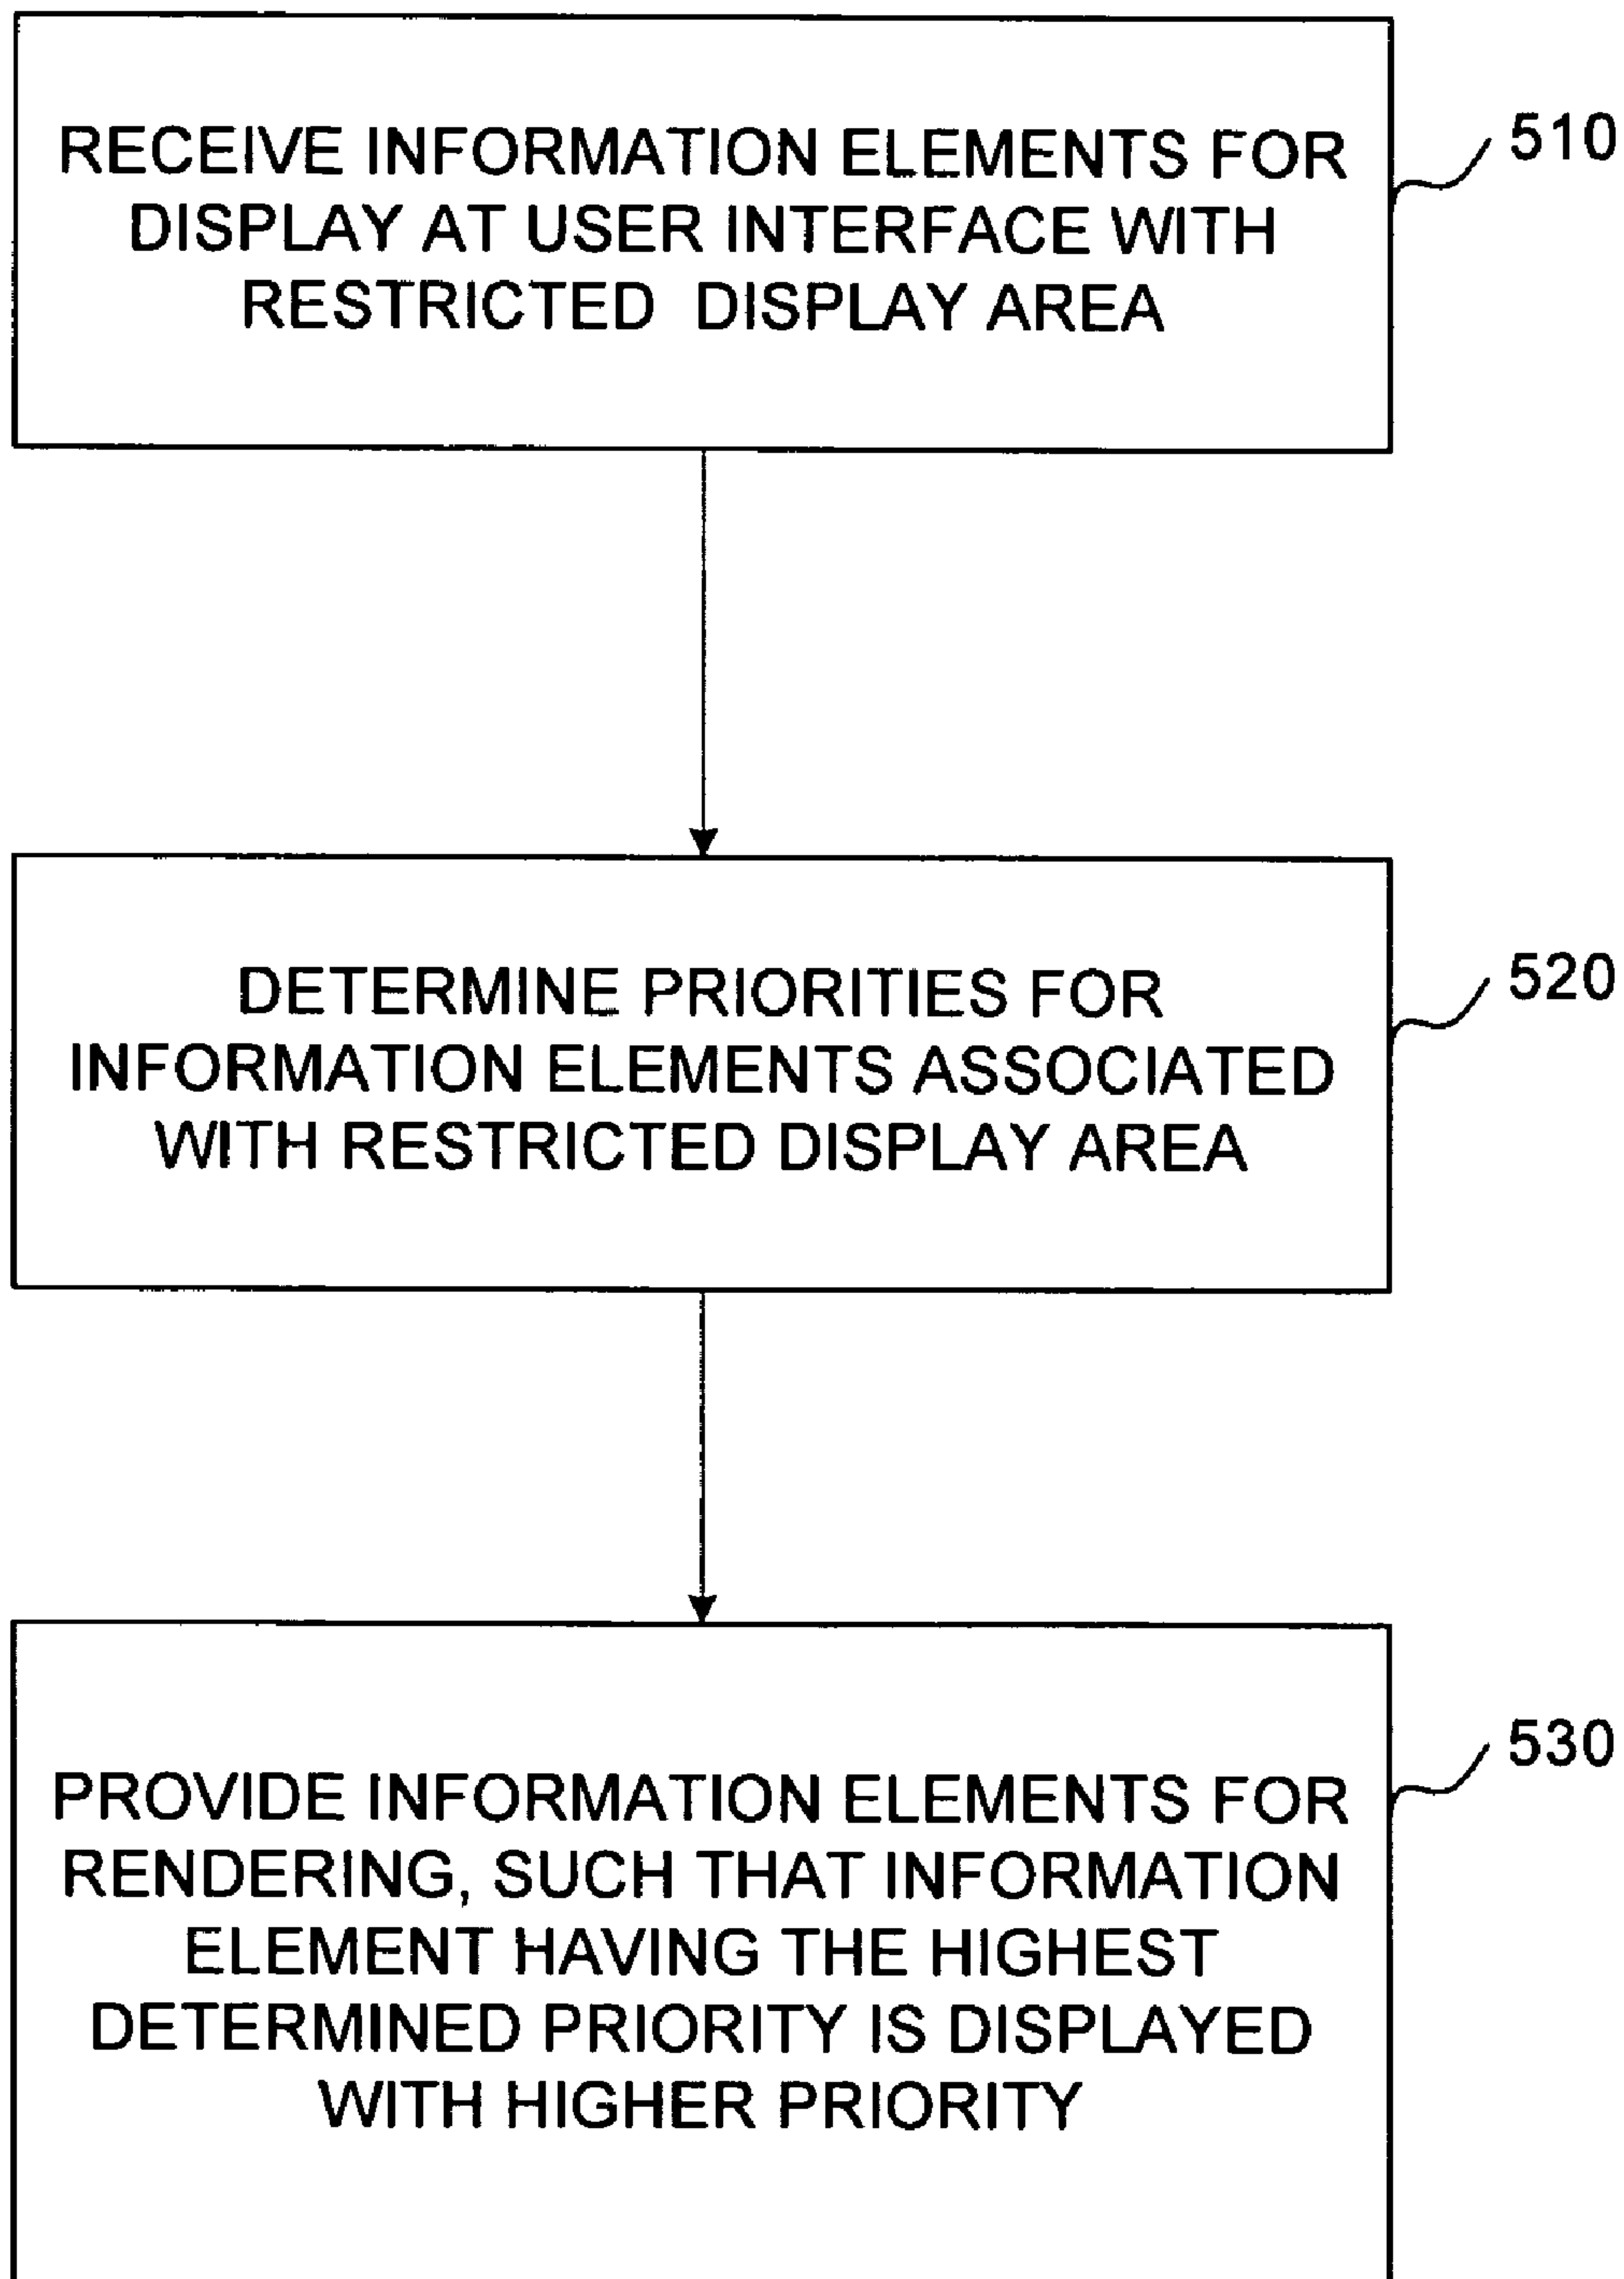 RECEIVE INFORMATION ELEMENTS FOR
DISPLAY AT USER INTERFACE WITH
RESTRICTED DISPLAY AREA
510
DETERMINE PRIORITIES FOR
INFORMATION ELEMENTS ASSOCIATED
WITH RESTRICTED DISPLAY AREA
520
PROVIDE INFORMATION ELEMENTS FOR
RENDERING, SUCH THAT INFORMATION
ELEMENT HAVING THE HIGHEST
DETERMINED PRIORITY IS DISPLAYED
WITH HIGHER PRIORITY
530